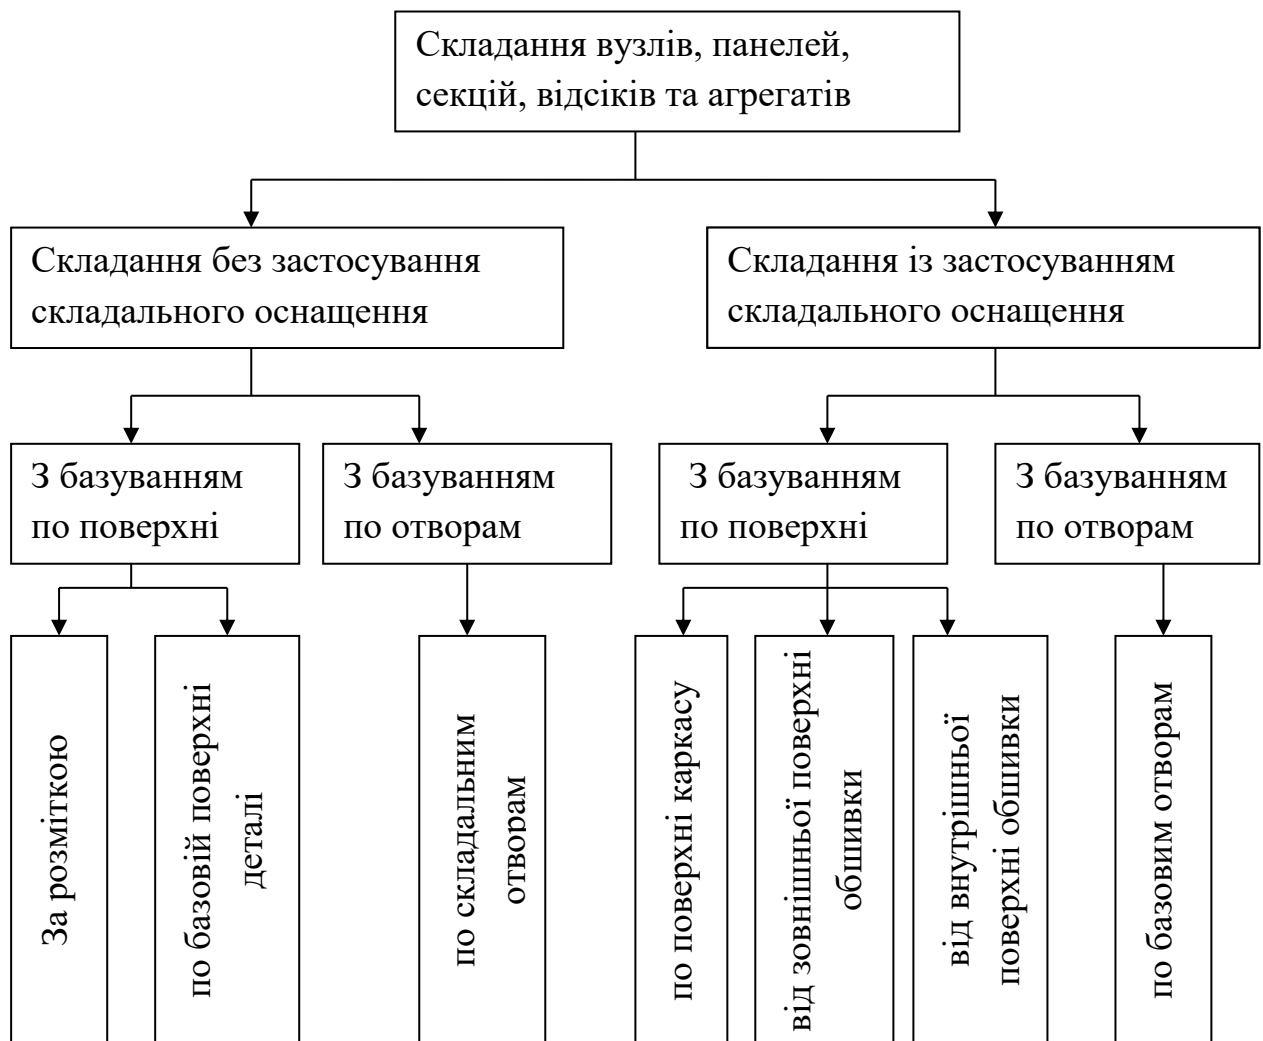 Складання вузлів, панелей,
секцій, відсіків та агрегатів
Складання без застосування
складального оснащення
Складання із застосуванням
складального оснащення
З базуванням
по поверхні
З базуванням
по отворам
З базуванням
по поверхні
З базуванням
по отворам
За розміткою
по базовій поверхні
деталі
по складальним
отворам
по поверхні каркасу
від зовнішньої поверхні
обшивки
від внутрішньої
поверхні обшивки
по базовим отворам